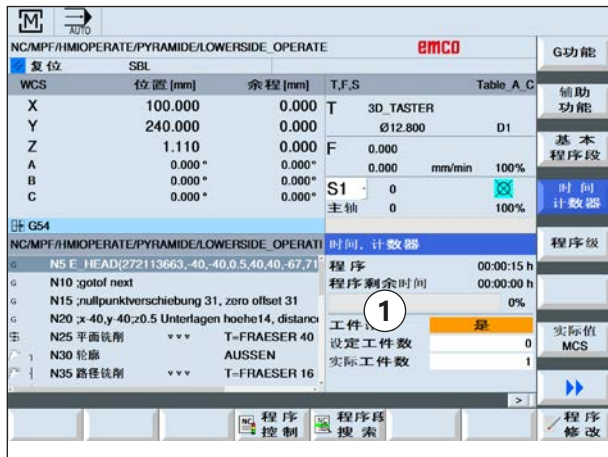 M AUTO
NC/MPF/HMIOPERATE/PYRAMIDE/LOWERSIDE_OPERATE emco
复位 SBL
WCS 位置 [mm] 余程 [mm] T,F,S Table_A_C
X 100.000 0.000 T 3D_TASTER
Y 240.000 0.000 Ø12.800 D1
Z 1.110 0.000 F 0.000
A 0.000° 0.000° 0.000 mm/min 100%
B 0.000° 0.000° S1 0
C 0.000° 0.000° 主轴 0 100%
G54
NC/MPF/HMIOPERATE/PYRAMIDE/LOWERSIDE_OPERATI 时间, 计数器
G N5 E_HEAD(272113663,-40,-40,0.5,40,40,-67,71 程序 00:00:15 h
G N10 ;gotof next 程序剩余时间 00:00:00 h
G N15 ;nullpunktverschiebung 31, zero offset 31 0%
G N20 ;x-40,y-40;z0.5 Unterlagen hoehe14, distanc
1
工件 是
N25 平面铣削 ▿▿▿ T=FRAESER 40 设定工件数 0
N30 轮廓 AUSSEN 实际工件数 1
N35 路径铣削 ▿▿▿ T=FRAESER 16
>
G功能
辅助
功能
基本
程序段
时间
计数器
程序级
实际值
MCS
NC 程序
控制
NC 程序段
搜索
程序
修改